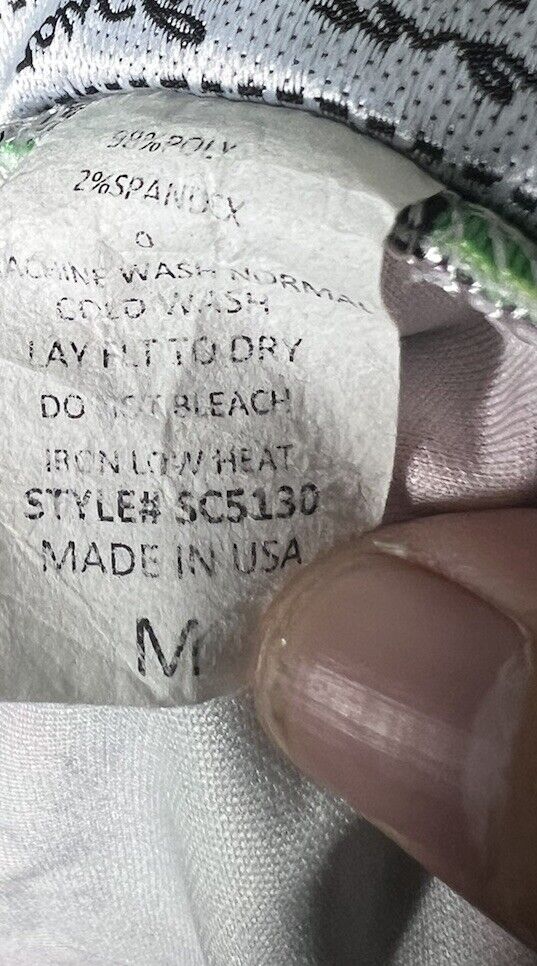 98%POLY
2%SPANDEX
MACHINE WASH NORMAL
COLD WASH
LAY FLT TO DRY
DO NOT BLEACH
IRON LOW HEAT
STYLE# SC5130
MADE IN USA
M